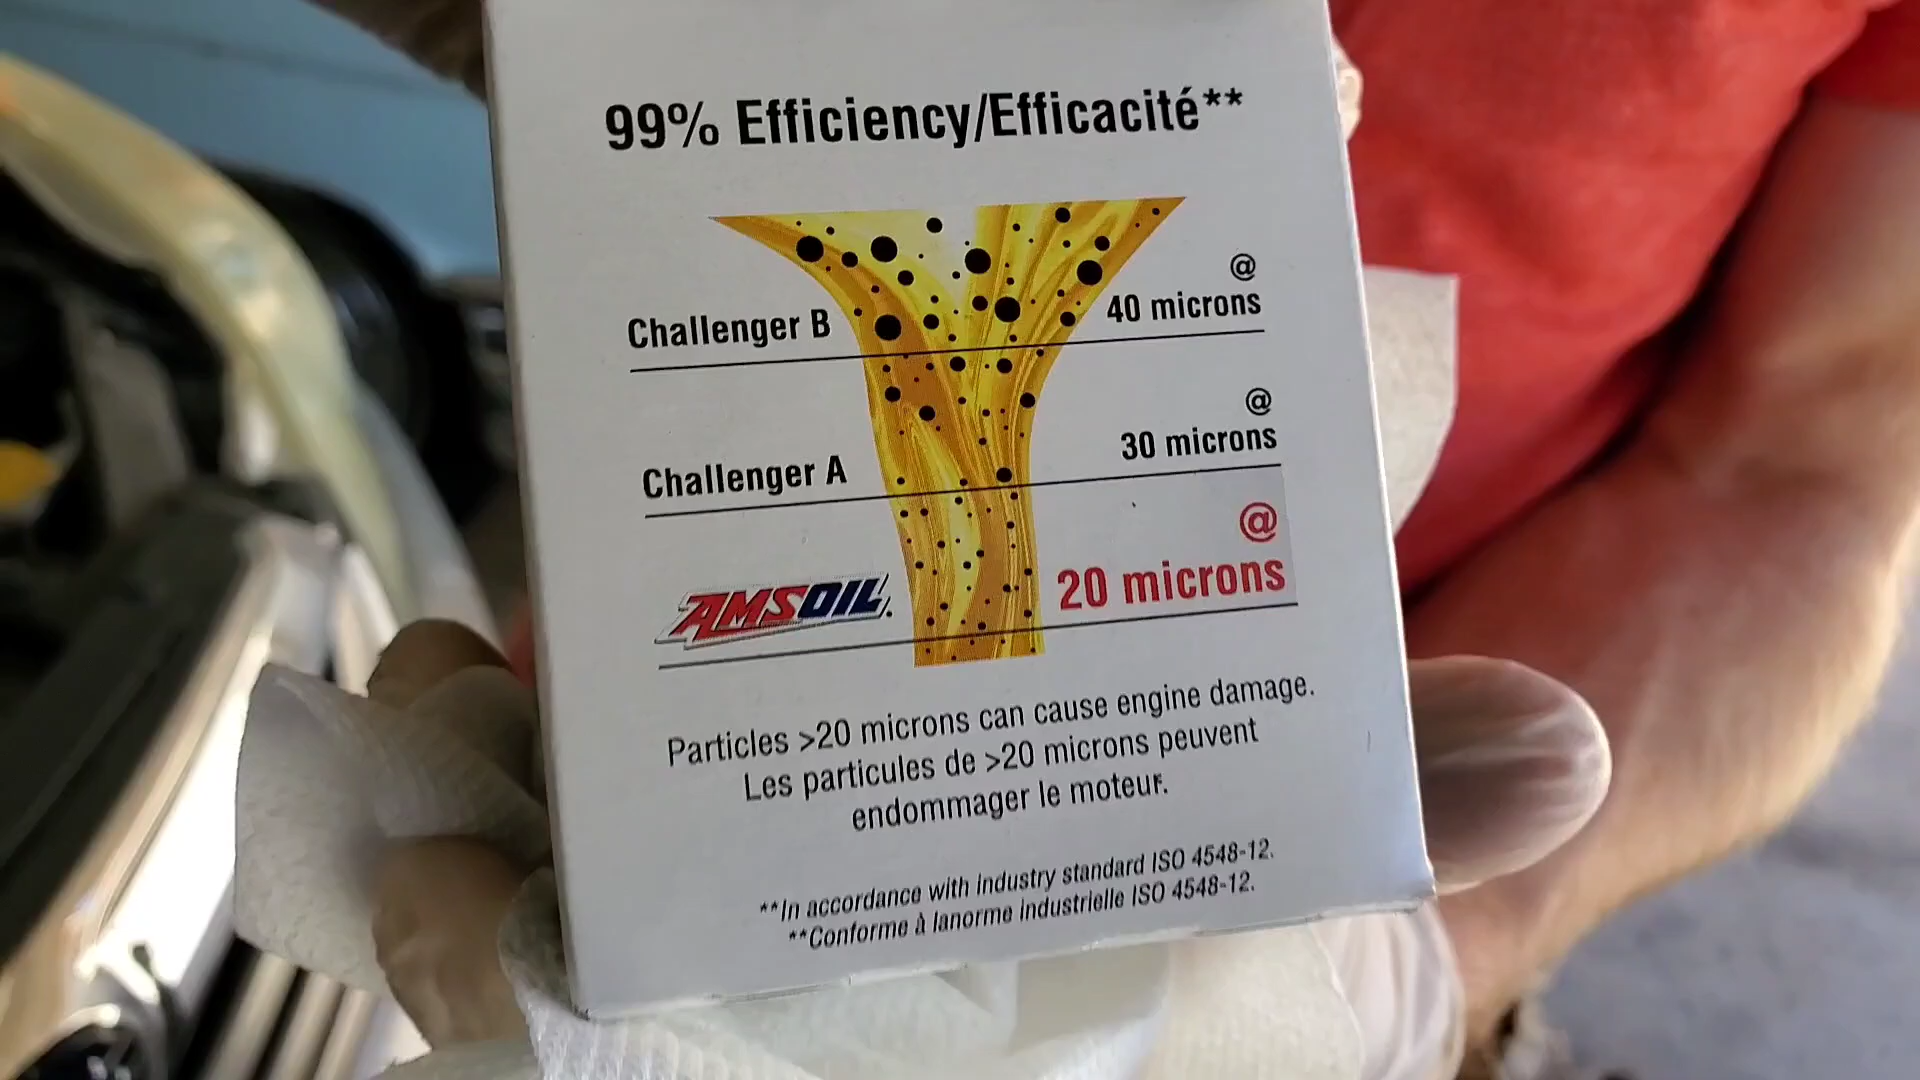 99% Efficiency/Efficacité**
@
Challenger B 40 microns
@
Challenger A 30 microns
@
AMSOIL. 20 microns
Particles >20 microns can cause engine damage.
Les particules de >20 microns peuvent
endommager le moteur.
**In accordance with industry standard ISO 4548-12.
**Conforme à lanorme industrielle ISO 4548-12.